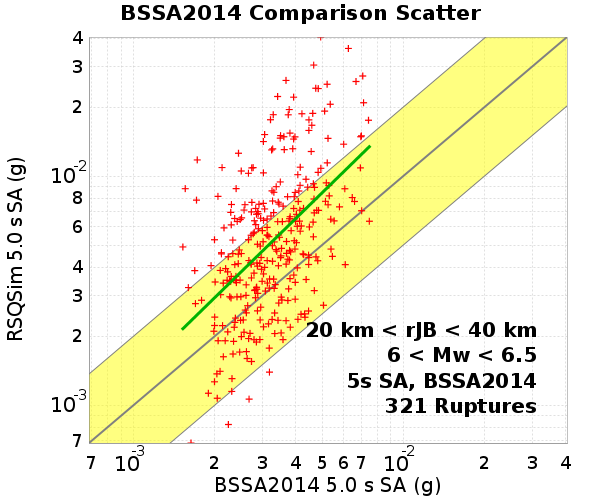 BSSA2014 Comparison Scatter
RSQSim 5.0 s SA (g)
4
3
2
10-2
8
6
4
3
2
10-3
7
20 km < rJB < 40 km
6 < Mw < 6.5
5s SA, BSSA2014
321 Ruptures
7 10-3 2 3 4 5 6 7 10-2 2 3 4
BSSA2014 5.0 s SA (g)